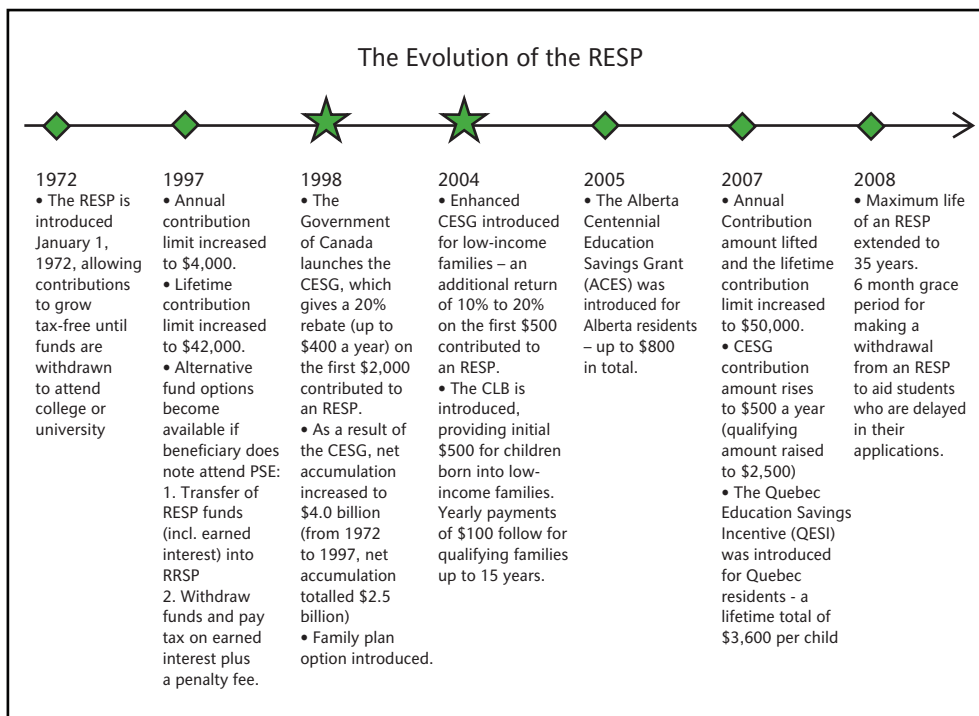 The Evolution of the RESP
1972
• The RESP is
introduced
January 1,
1972, allowing
contributions
to grow
tax-free until
funds are
withdrawn
to attend
college or
university
1997
• Annual
contribution
limit increased
to $4,000.
• Lifetime
contribution
limit increased
to $42,000.
• Alternative
fund options
become
available if
beneficiary does
note attend PSE:
1. Transfer of
RESP funds
(incl. earned
interest) into
RRSP
2. Withdraw
funds and pay
tax on earned
interest plus
a penalty fee.
1998
• The
Government
of Canada
launches the
CESG, which
gives a 20%
rebate (up to
$400 a year) on
the first $2,000
contributed to
an RESP.
• As a result of
the CESG, net
accumulation
increased to
$4.0 billion
(from 1972
to 1997, net
accumulation
totalled $2.5
billion)
• Family plan
option introduced.
2004
• Enhanced
CESG introduced
for low-income
families – an
additional return
of 10% to 20%
on the first $500
contributed to
an RESP.
• The CLB is
introduced,
providing initial
$500 for children
born into low-
income families.
Yearly payments
of $100 follow for
qualifying families
up to 15 years.
2005
• The Alberta
Centennial
Education
Savings Grant
(ACES) was
introduced for
Alberta residents
– up to $800
in total.
2007
• Annual
Contribution
amount lifted
and the lifetime
contribution
limit increased
to $50,000.
• CESG
contribution
amount rises
to $500 a year
(qualifying
amount raised
to $2,500)
• The Quebec
Education Savings
Incentive (QESI)
was introduced
for Quebec
residents - a
lifetime total of
$3,600 per child
2008
• Maximum life
of an RESP
extended to
35 years.
6 month grace
period for
making a
withdrawal
from an RESP
to aid students
who are delayed
in their
applications.